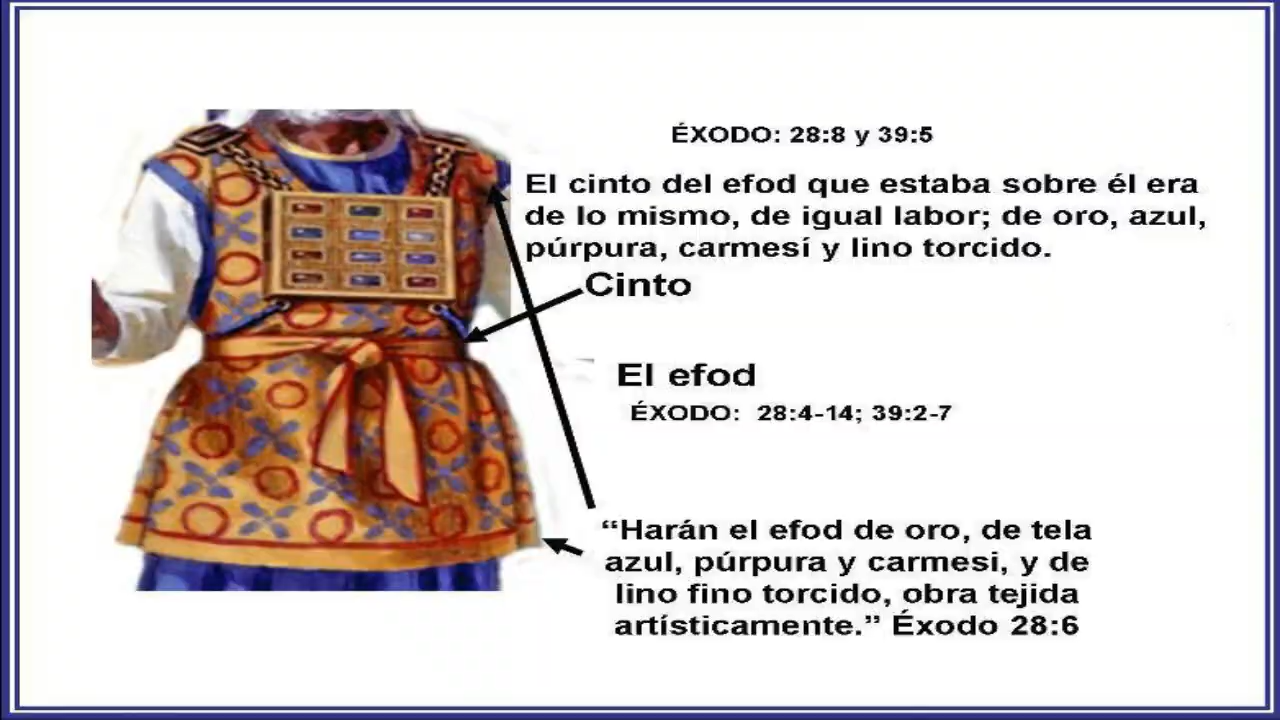 ÉXODO: 28:8 y 39:5
El cinto del efod que estaba sobre él era
de lo mismo, de igual labor; de oro, azul,
púrpura, carmesí y lino torcido.
Cinto
El efod
ÉXODO: 28:4-14; 39:2-7
“Harán el efod de oro, de tela
azul, púrpura y carmesi, y de
lino fino torcido, obra tejida
artísticamente.” Éxodo 28:6